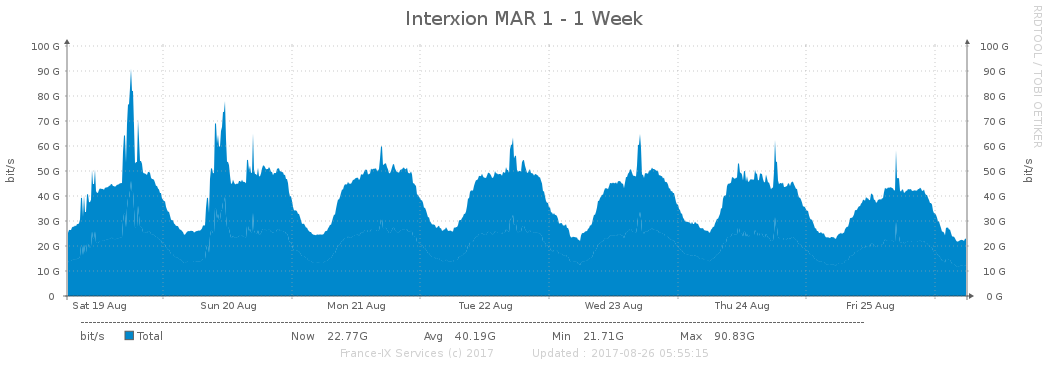 Interxion MAR 1 - 1 Week
RRDTOOL / TOBI OETIKER
bit/s
100 G
90 G
80 G
70 G
60 G
50 G
40 G
30 G
20 G
10 G
0
100 G
90 G
80 G
70 G
60 G
50 G
40 G
30 G
20 G
10 G
0 G
bit/s
Sat 19 Aug Sun 20 Aug Mon 21 Aug Tue 22 Aug Wed 23 Aug Thu 24 Aug Fri 25 Aug
bit/s Total Now 22.77G Avg 40.19G Min 21.71G Max 90.83G
France-IX Services (c) 2017 Updated : 2017-08-26 05:55:15